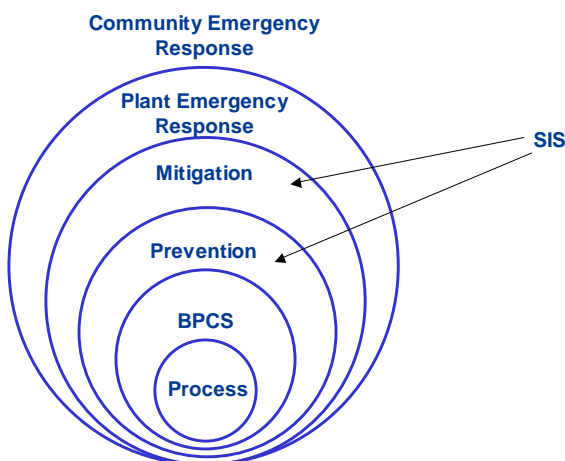 Community Emergency
Response
Plant Emergency
Response
SIS
Mitigation
Prevention
BPCS
Process